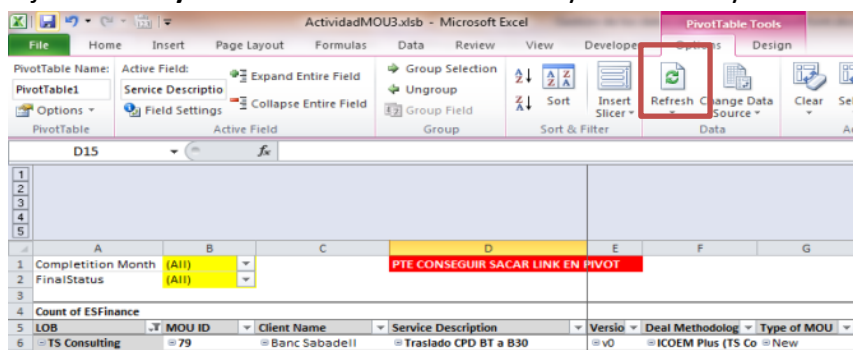 ActividadMOU3.xlsb - Microsoft Excel
PivotTable Tools
File Home Insert Page Layout Formulas Data Review View Developer Options Design
PivotTable Name: Active Field:
PivotTable1 Service Descriptio
Options Field Settings
Expand Entire Field
Collapse Entire Field
Group Selection
Ungroup
Group Field
Sort
Insert Slicer
Refresh
Change Data Source
Clear
PivotTable Active Field Group Sort & Filter Data
D15 fx
1
2
3
4
5
A B C D E F G
1 Completition Month (All) PTE CONSEGUIR SACAR LINK EN PIVOT
2 FinalStatus (All)
3
4 Count of ESFinance
5 LOB MOU ID Client Name Service Description Versio Deal Methodolog Type of MOU
6 TS Consulting 79 Banc Sabadell Traslado CPD BT a B30 v0 ICOEM Plus (TS Co New